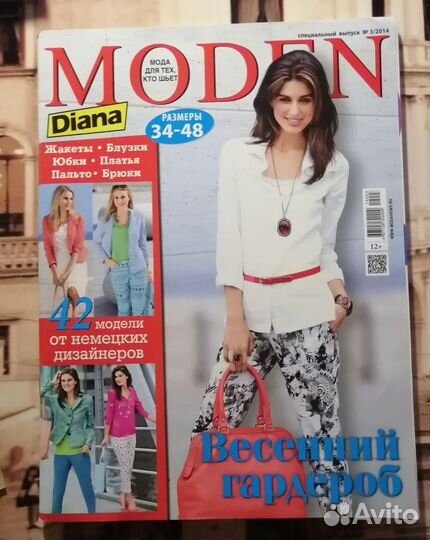 специальный выпуск № 3/2014
MODEN
МОДА
ДЛЯ ТЕХ,
КТО ШЬЕТ
Diana
РАЗМЕРЫ
34-48
Жакеты • Блузки
Юбки • Платья
Пальто • Брюки
12+
42 модели
от немецких
дизайнеров
Весенний
гардероб
Avito